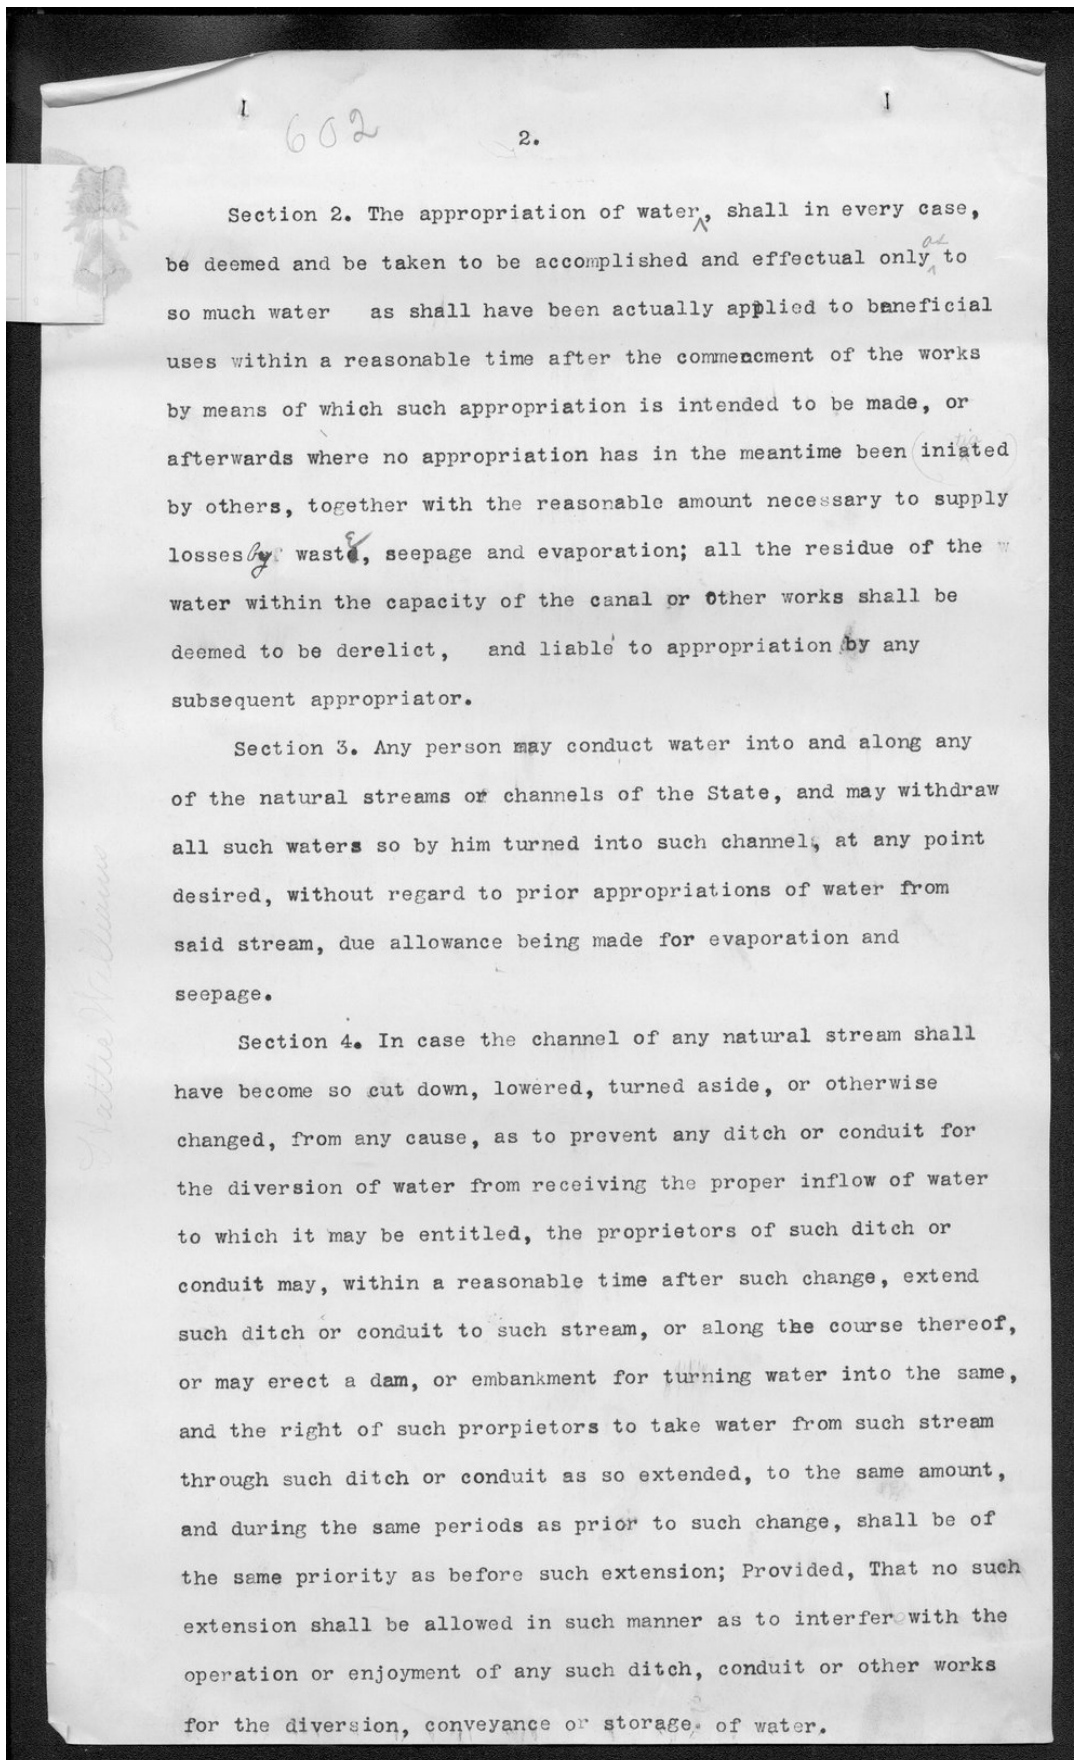 602
2.
Section 2. The appropriation of water^, shall in every case,
as
be deemed and be taken to be accomplished and effectual only^to
so much water as shall have been actually applied to beneficial
uses within a reasonable time after the commencment of the works
by means of which such appropriation is intended to be made, or
tia
afterwards where no appropriation has in the meantime been (iniated)
by others, together with the reasonable amount necessary to supply
losses by waste, seepage and evaporation; all the residue of the w
water within the capacity of the canal or other works shall be
deemed to be derelict, and liable to appropriation by any
subsequent appropriator.
Section 3. Any person may conduct water into and along any
of the natural streams or channels of the State, and may withdraw
all such waters so by him turned into such channel, at any point
desired, without regard to prior appropriations of water from
said stream, due allowance being made for evaporation and
seepage.
Section 4. In case the channel of any natural stream shall
have become so cut down, lowered, turned aside, or otherwise
changed, from any cause, as to prevent any ditch or conduit for
the diversion of water from receiving the proper inflow of water
to which it may be entitled, the proprietors of such ditch or
conduit may, within a reasonable time after such change, extend
such ditch or conduit to such stream, or along the course thereof,
or may erect a dam, or embankment for turning water into the same,
and the right of such prorpietors to take water from such stream
through such ditch or conduit as so extended, to the same amount,
and during the same periods as prior to such change, shall be of
the same priority as before such extension; Provided, That no such
extension shall be allowed in such manner as to interfere with the
operation or enjoyment of any such ditch, conduit or other works
for the diversion, conveyance or storage of water.
Hattie Williams